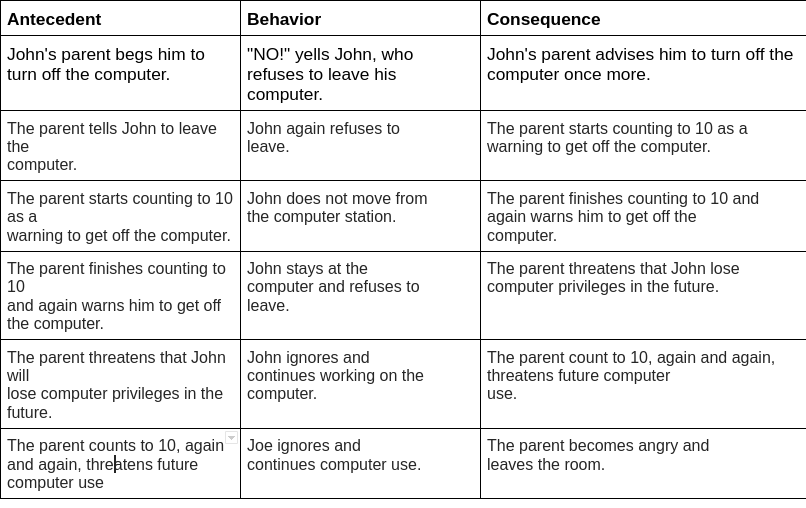 Antecedent
Behavior
Consequence
John's parent begs him to
turn off the computer.
"NO!" yells John, who
refuses to leave his
computer.
John's parent advises him to turn off the
computer once more.
The parent tells John to leave
the
computer.
John again refuses to
leave.
The parent starts counting to 10 as a
warning to get off the computer.
The parent starts counting to 10
as a
warning to get off the computer.
John does not move from
the computer station.
The parent finishes counting to 10 and
again warns him to get off the
computer.
The parent finishes counting to
10
and again warns him to get off
the computer.
John stays at the
computer and refuses to
leave.
The parent threatens that John lose
computer privileges in the future.
The parent threatens that John
will
lose computer privileges in the
future.
John ignores and
continues working on the
computer.
The parent count to 10, again and again,
threatens future computer
use.
The parent counts to 10, again
and again, threatens future
computer use
Joe ignores and
continues computer use.
The parent becomes angry and
leaves the room.